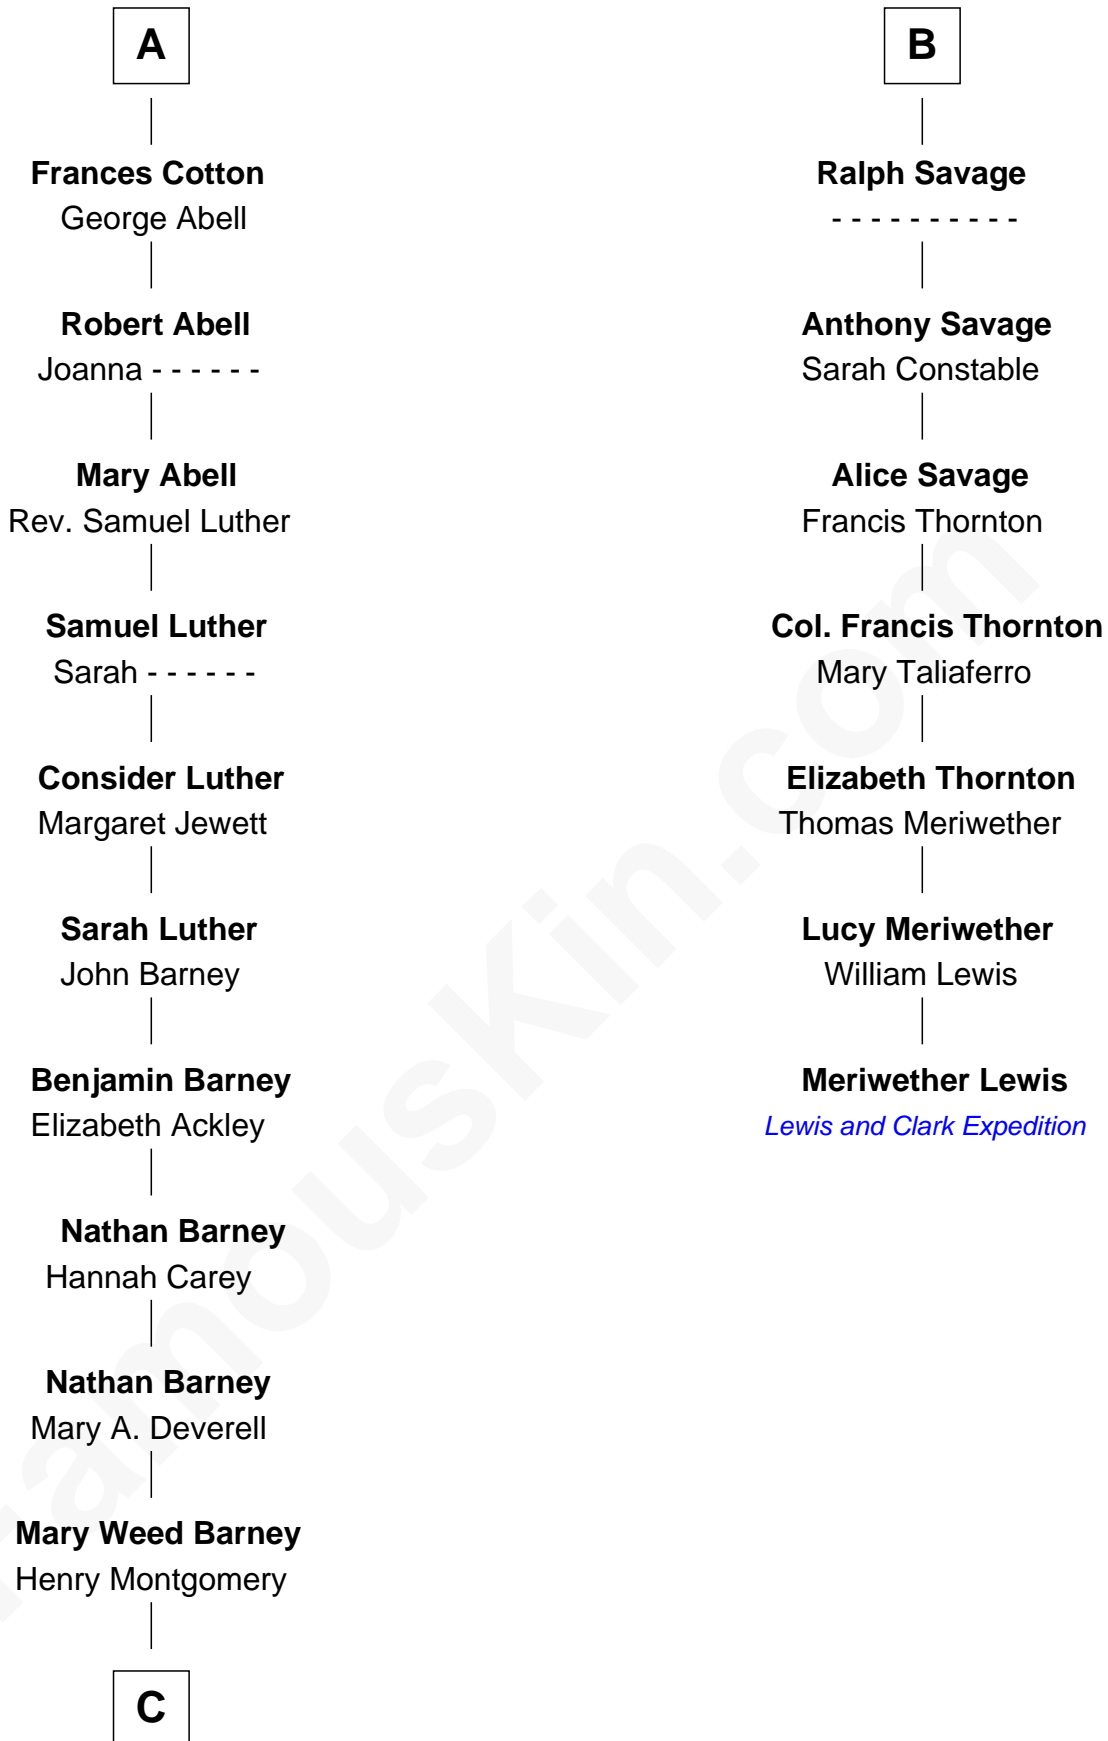 A
Frances Cotton
George Abell
Robert Abell
Joanna - - - - - -
Mary Abell
Rev. Samuel Luther
Samuel Luther
Sarah - - - - - -
Consider Luther
Margaret Jewett
Sarah Luther
John Barney
Benjamin Barney
Elizabeth Ackley
Nathan Barney
Hannah Carey
Nathan Barney
Mary A. Deverell
Mary Weed Barney
Henry Montgomery
C
B
Ralph Savage
- - - - - - - - - -
Anthony Savage
Sarah Constable
Alice Savage
Francis Thornton
Col. Francis Thornton
Mary Taliaferro
Elizabeth Thornton
Thomas Meriwether
Lucy Meriwether
William Lewis
Meriwether Lewis
Lewis and Clark Expedition
FamousKin.com